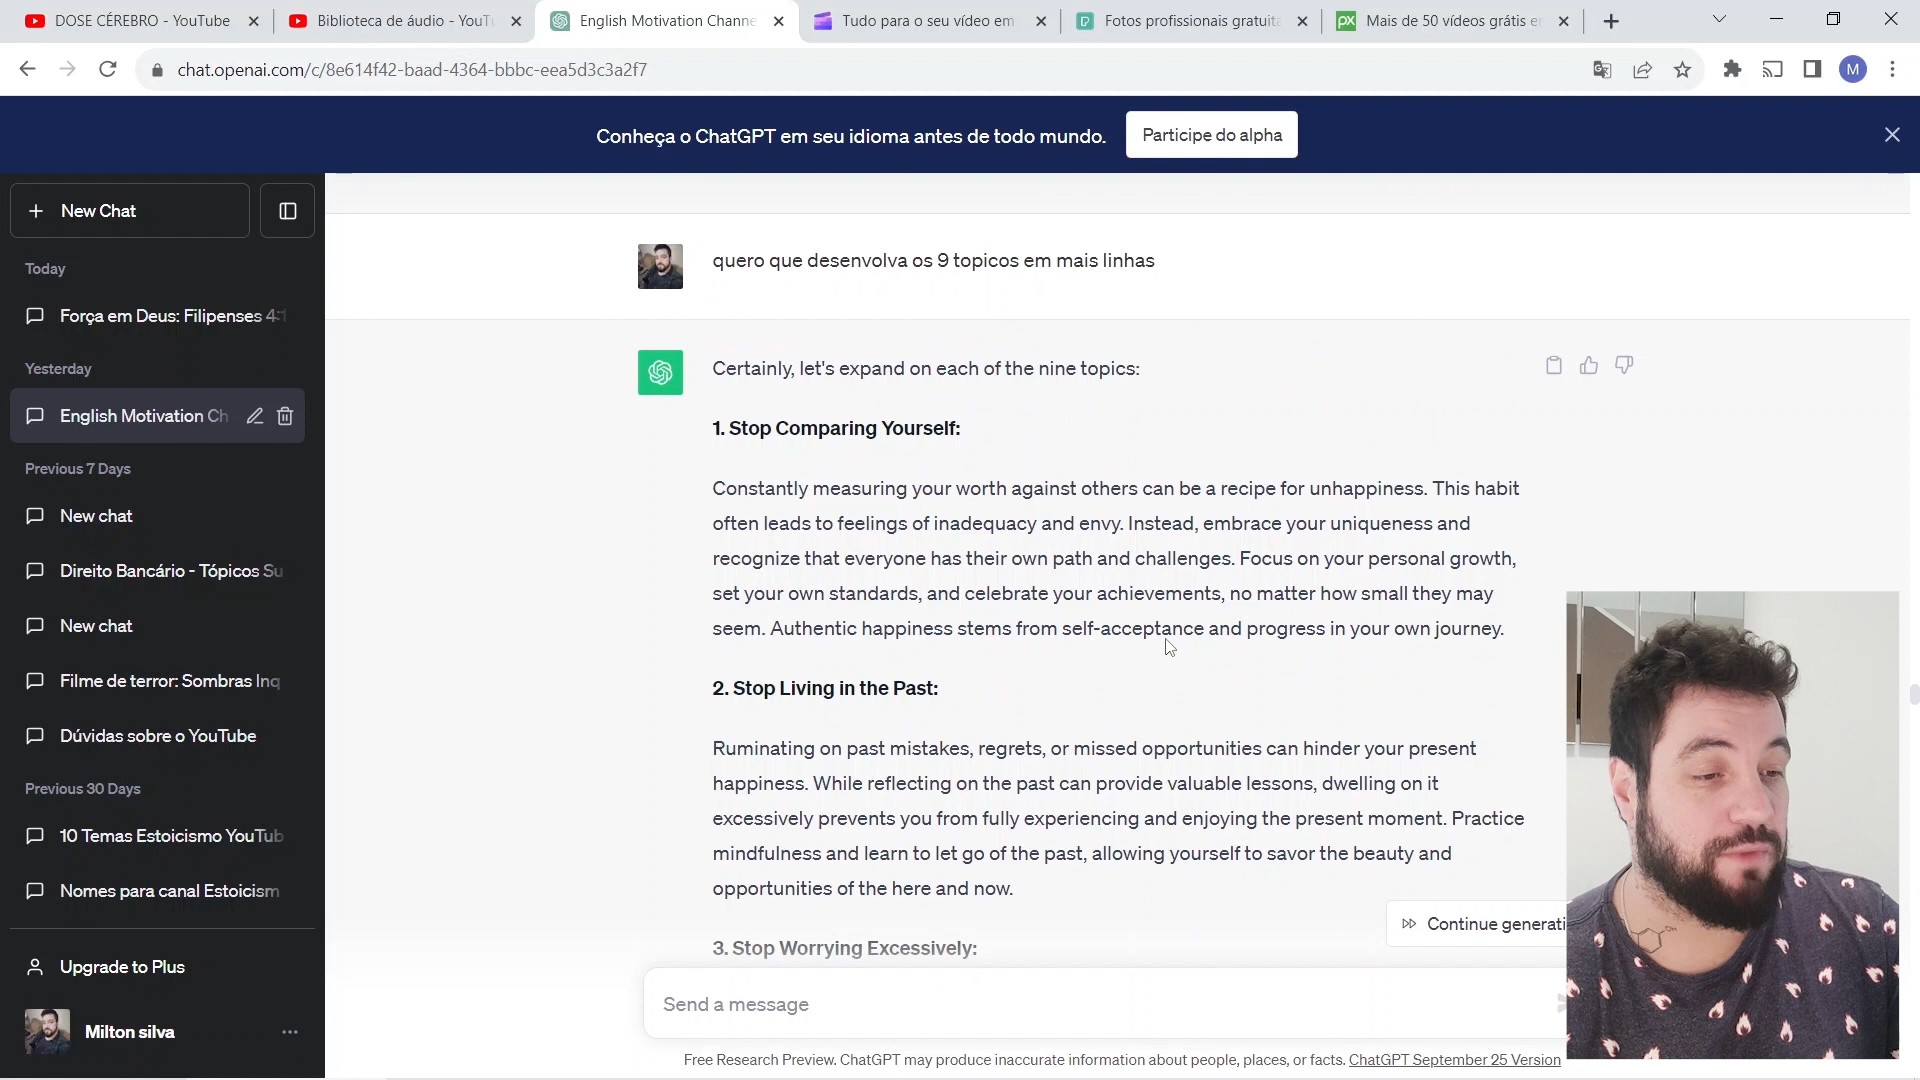 DOSE CÉREBRO - YouTube
Biblioteca de áudio - YouT
English Motivation Channe
Tudo para o seu vídeo em
Fotos profissionais gratuita
Mais de 50 vídeos grátis e
chat.openai.com/c/8e614f42-baad-4364-bbbc-eea5d3c3a2f7
M
Conheça o ChatGPT em seu idioma antes de todo mundo.
Participe do alpha
New Chat
Today
Força em Deus: Filipenses 4:1
Yesterday
English Motivation Ch
Previous 7 Days
New chat
Direito Bancário - Tópicos Su
New chat
Filme de terror: Sombras Inq
Dúvidas sobre o YouTube
Previous 30 Days
10 Temas Estoicismo YouTub
Nomes para canal Estoicism
Upgrade to Plus
Milton silva
quero que desenvolva os 9 topicos em mais linhas
Certainly, let's expand on each of the nine topics:
1. Stop Comparing Yourself:
Constantly measuring your worth against others can be a recipe for unhappiness. This habit
often leads to feelings of inadequacy and envy. Instead, embrace your uniqueness and
recognize that everyone has their own path and challenges. Focus on your personal growth,
set your own standards, and celebrate your achievements, no matter how small they may
seem. Authentic happiness stems from self-acceptance and progress in your own journey.
2. Stop Living in the Past:
Ruminating on past mistakes, regrets, or missed opportunities can hinder your present
happiness. While reflecting on the past can provide valuable lessons, dwelling on it
excessively prevents you from fully experiencing and enjoying the present moment. Practice
mindfulness and learn to let go of the past, allowing yourself to savor the beauty and
opportunities of the here and now.
Continue generati
3. Stop Worrying Excessively:
Send a message
Free Research Preview. ChatGPT may produce inaccurate information about people, places, or facts. ChatGPT September 25 Version